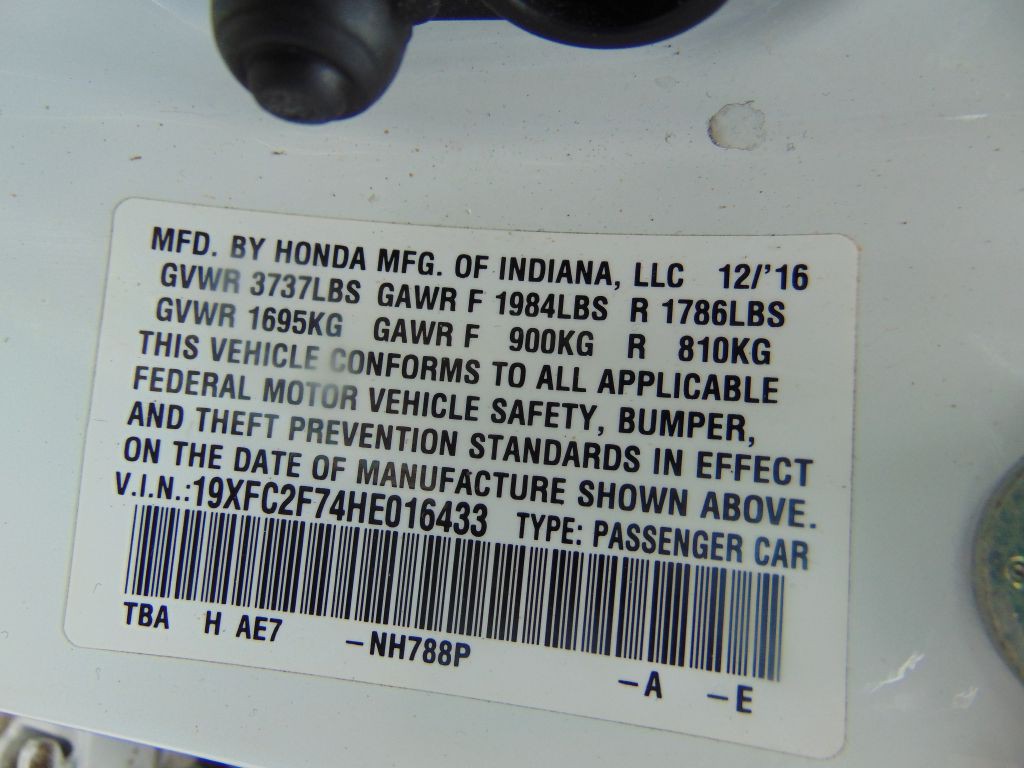 MFD. BY HONDA MFG. OF INDIANA, LLC 12/'16
GVWR 3737LBS GAWR F 1984LBS R 1786LBS
GVWR 1695KG GAWR F 900KG R 810KG
THIS VEHICLE CONFORMS TO ALL APPLICABLE
FEDERAL MOTOR VEHICLE SAFETY, BUMPER,
AND THEFT PREVENTION STANDARDS IN EFFECT
ON THE DATE OF MANUFACTURE SHOWN ABOVE.
V.I.N.:19XFC2F74HE016433 TYPE: PASSENGER CAR
TBA H AE7 –NH788P –A –E